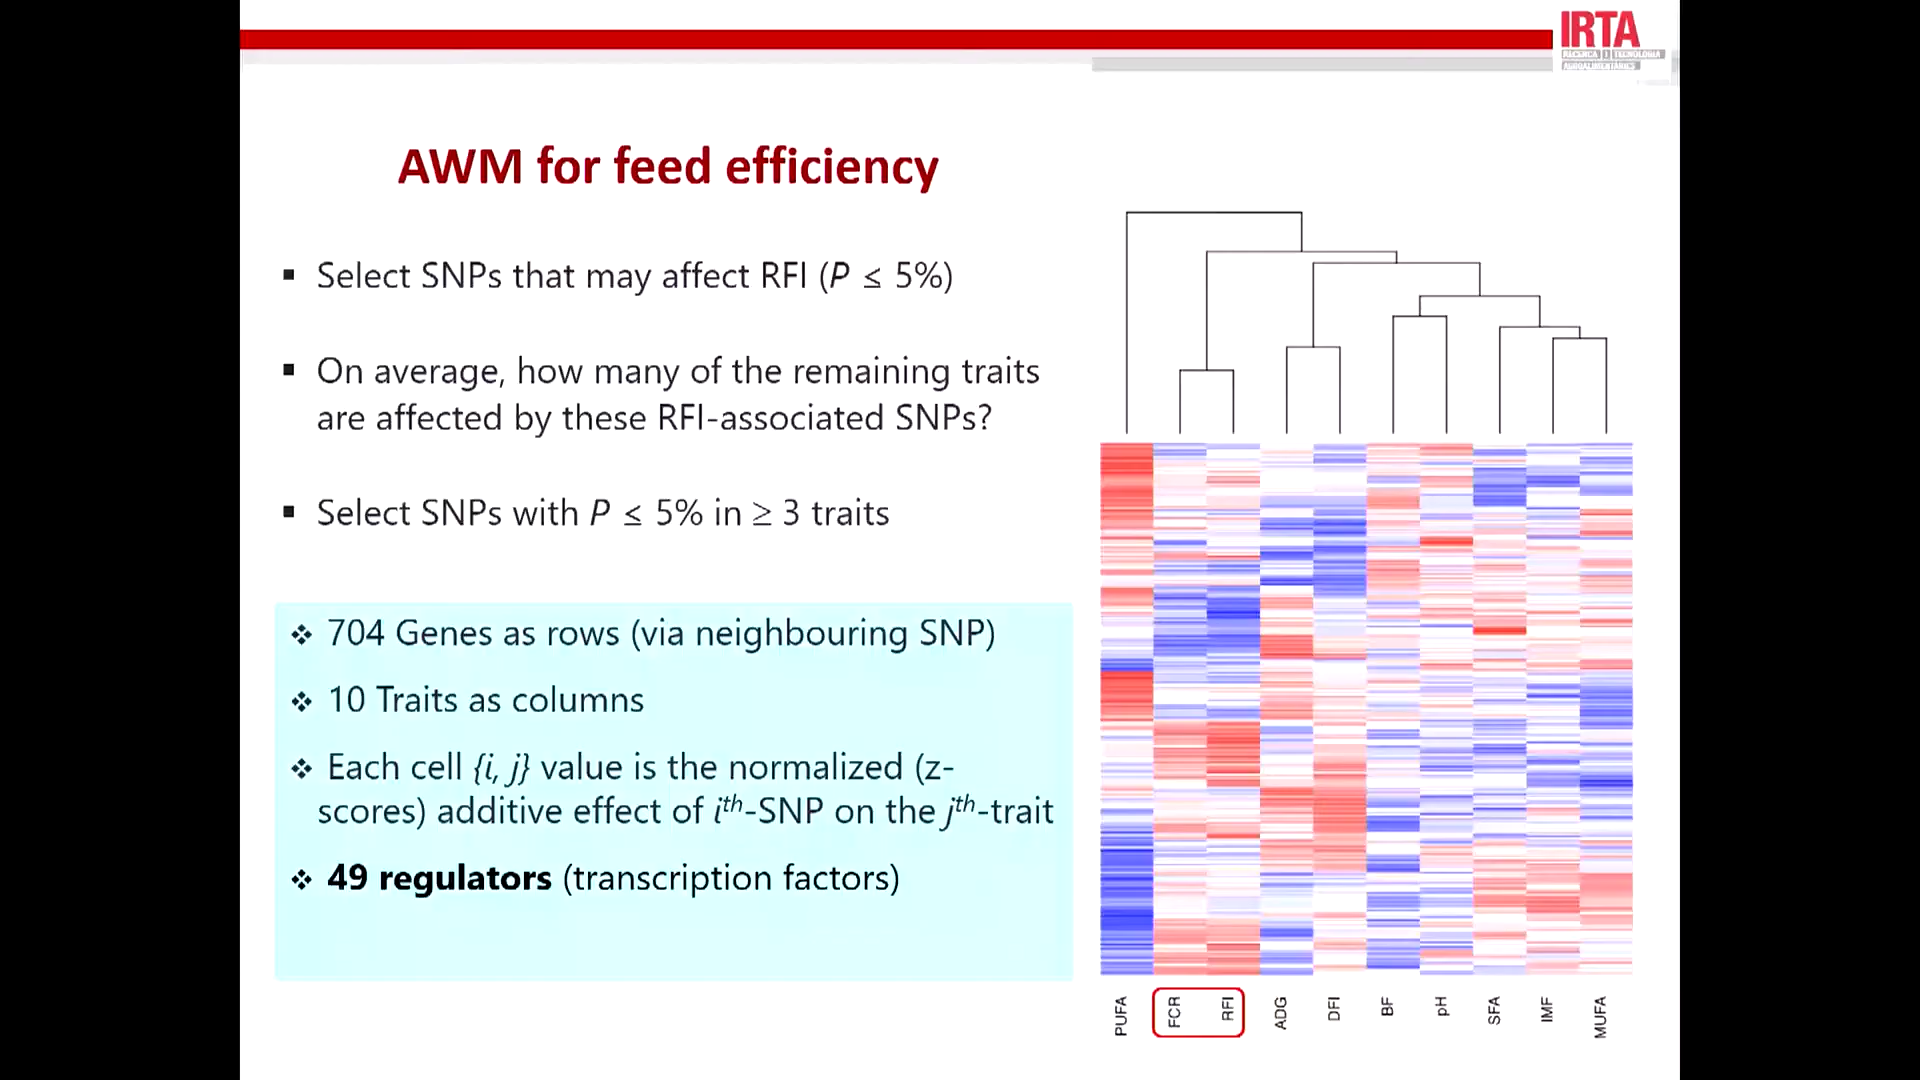 IRTA
RECERCA I TECNOLOGIA
AGROALIMENTÀRIES
AWM for feed efficiency
▪ Select SNPs that may affect RFI (P ≤ 5%)
▪ On average, how many of the remaining traits
are affected by these RFI-associated SNPs?
▪ Select SNPs with P ≤ 5% in ≥ 3 traits
❖ 704 Genes as rows (via neighbouring SNP)
❖ 10 Traits as columns
❖ Each cell {i, j} value is the normalized (z-
scores) additive effect of ith-SNP on the jth-trait
❖ 49 regulators (transcription factors)
PUFA
FCR
RFI
ADG
DFI
BF
pH
SFA
IMF
MUFA